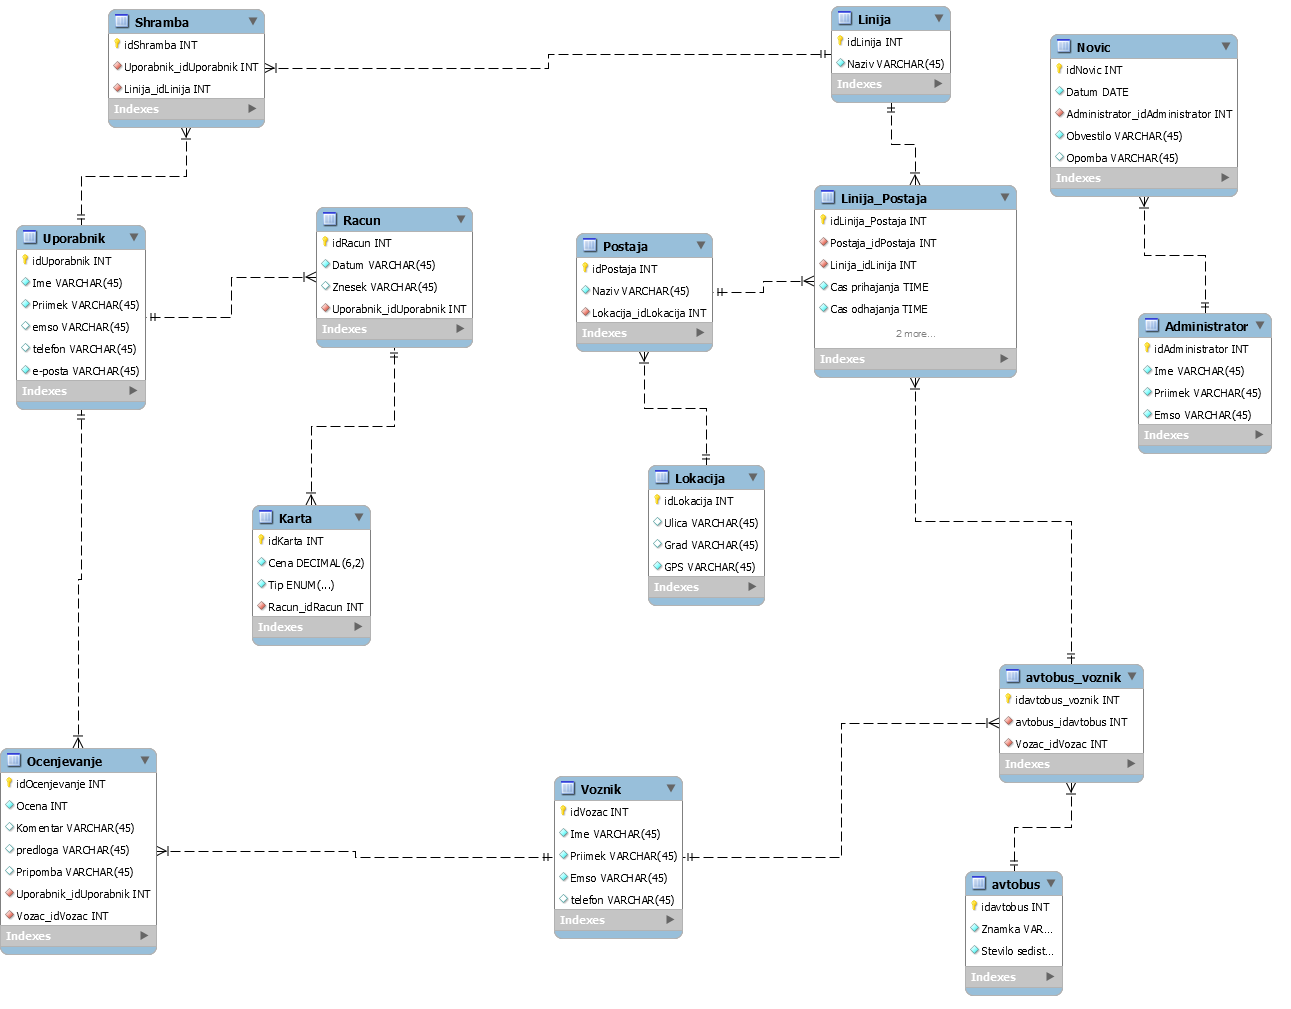 Shramba
idShramba INT
Uporabnik_idUporabnik INT
Linija_idLinija INT
Indexes
Linija
idLinija INT
Naziv VARCHAR(45)
Indexes
Novic
idNovic INT
Datum DATE
Administrator_idAdministrator INT
Obvestilo VARCHAR(45)
Opomba VARCHAR(45)
Indexes
Uporabnik
idUporabnik INT
Ime VARCHAR(45)
Priimek VARCHAR(45)
emso VARCHAR(45)
telefon VARCHAR(45)
e-posta VARCHAR(45)
Indexes
Racun
idRacun INT
Datum VARCHAR(45)
Znesek VARCHAR(45)
Uporabnik_idUporabnik INT
Indexes
Postaja
idPostaja INT
Naziv VARCHAR(45)
Lokacija_idLokacija INT
Indexes
Linija_Postaja
idLinija_Postaja INT
Postaja_idPostaja INT
Linija_idLinija INT
Cas prihajanja TIME
Cas odhajanja TIME
2 more...
Indexes
Administrator
idAdministrator INT
Ime VARCHAR(45)
Priimek VARCHAR(45)
Emso VARCHAR(45)
Indexes
Karta
idKarta INT
Cena DECIMAL(6,2)
Tip ENUM(...)
Racun_idRacun INT
Indexes
Lokacija
idLokacija INT
Ulica VARCHAR(45)
Grad VARCHAR(45)
GPS VARCHAR(45)
Indexes
avtobus_voznik
idavtobus_voznik INT
avtobus_idavtobus INT
Vozac_idVozac INT
Indexes
Ocenjevanje
idOcenjevanje INT
Ocena INT
Komentar VARCHAR(45)
predloga VARCHAR(45)
Pripomba VARCHAR(45)
Uporabnik_idUporabnik INT
Vozac_idVozac INT
Indexes
Voznik
idVozac INT
Ime VARCHAR(45)
Priimek VARCHAR(45)
Emso VARCHAR(45)
telefon VARCHAR(45)
Indexes
avtobus
idavtobus INT
Znamka VAR...
Stevilo sedist...
Indexes